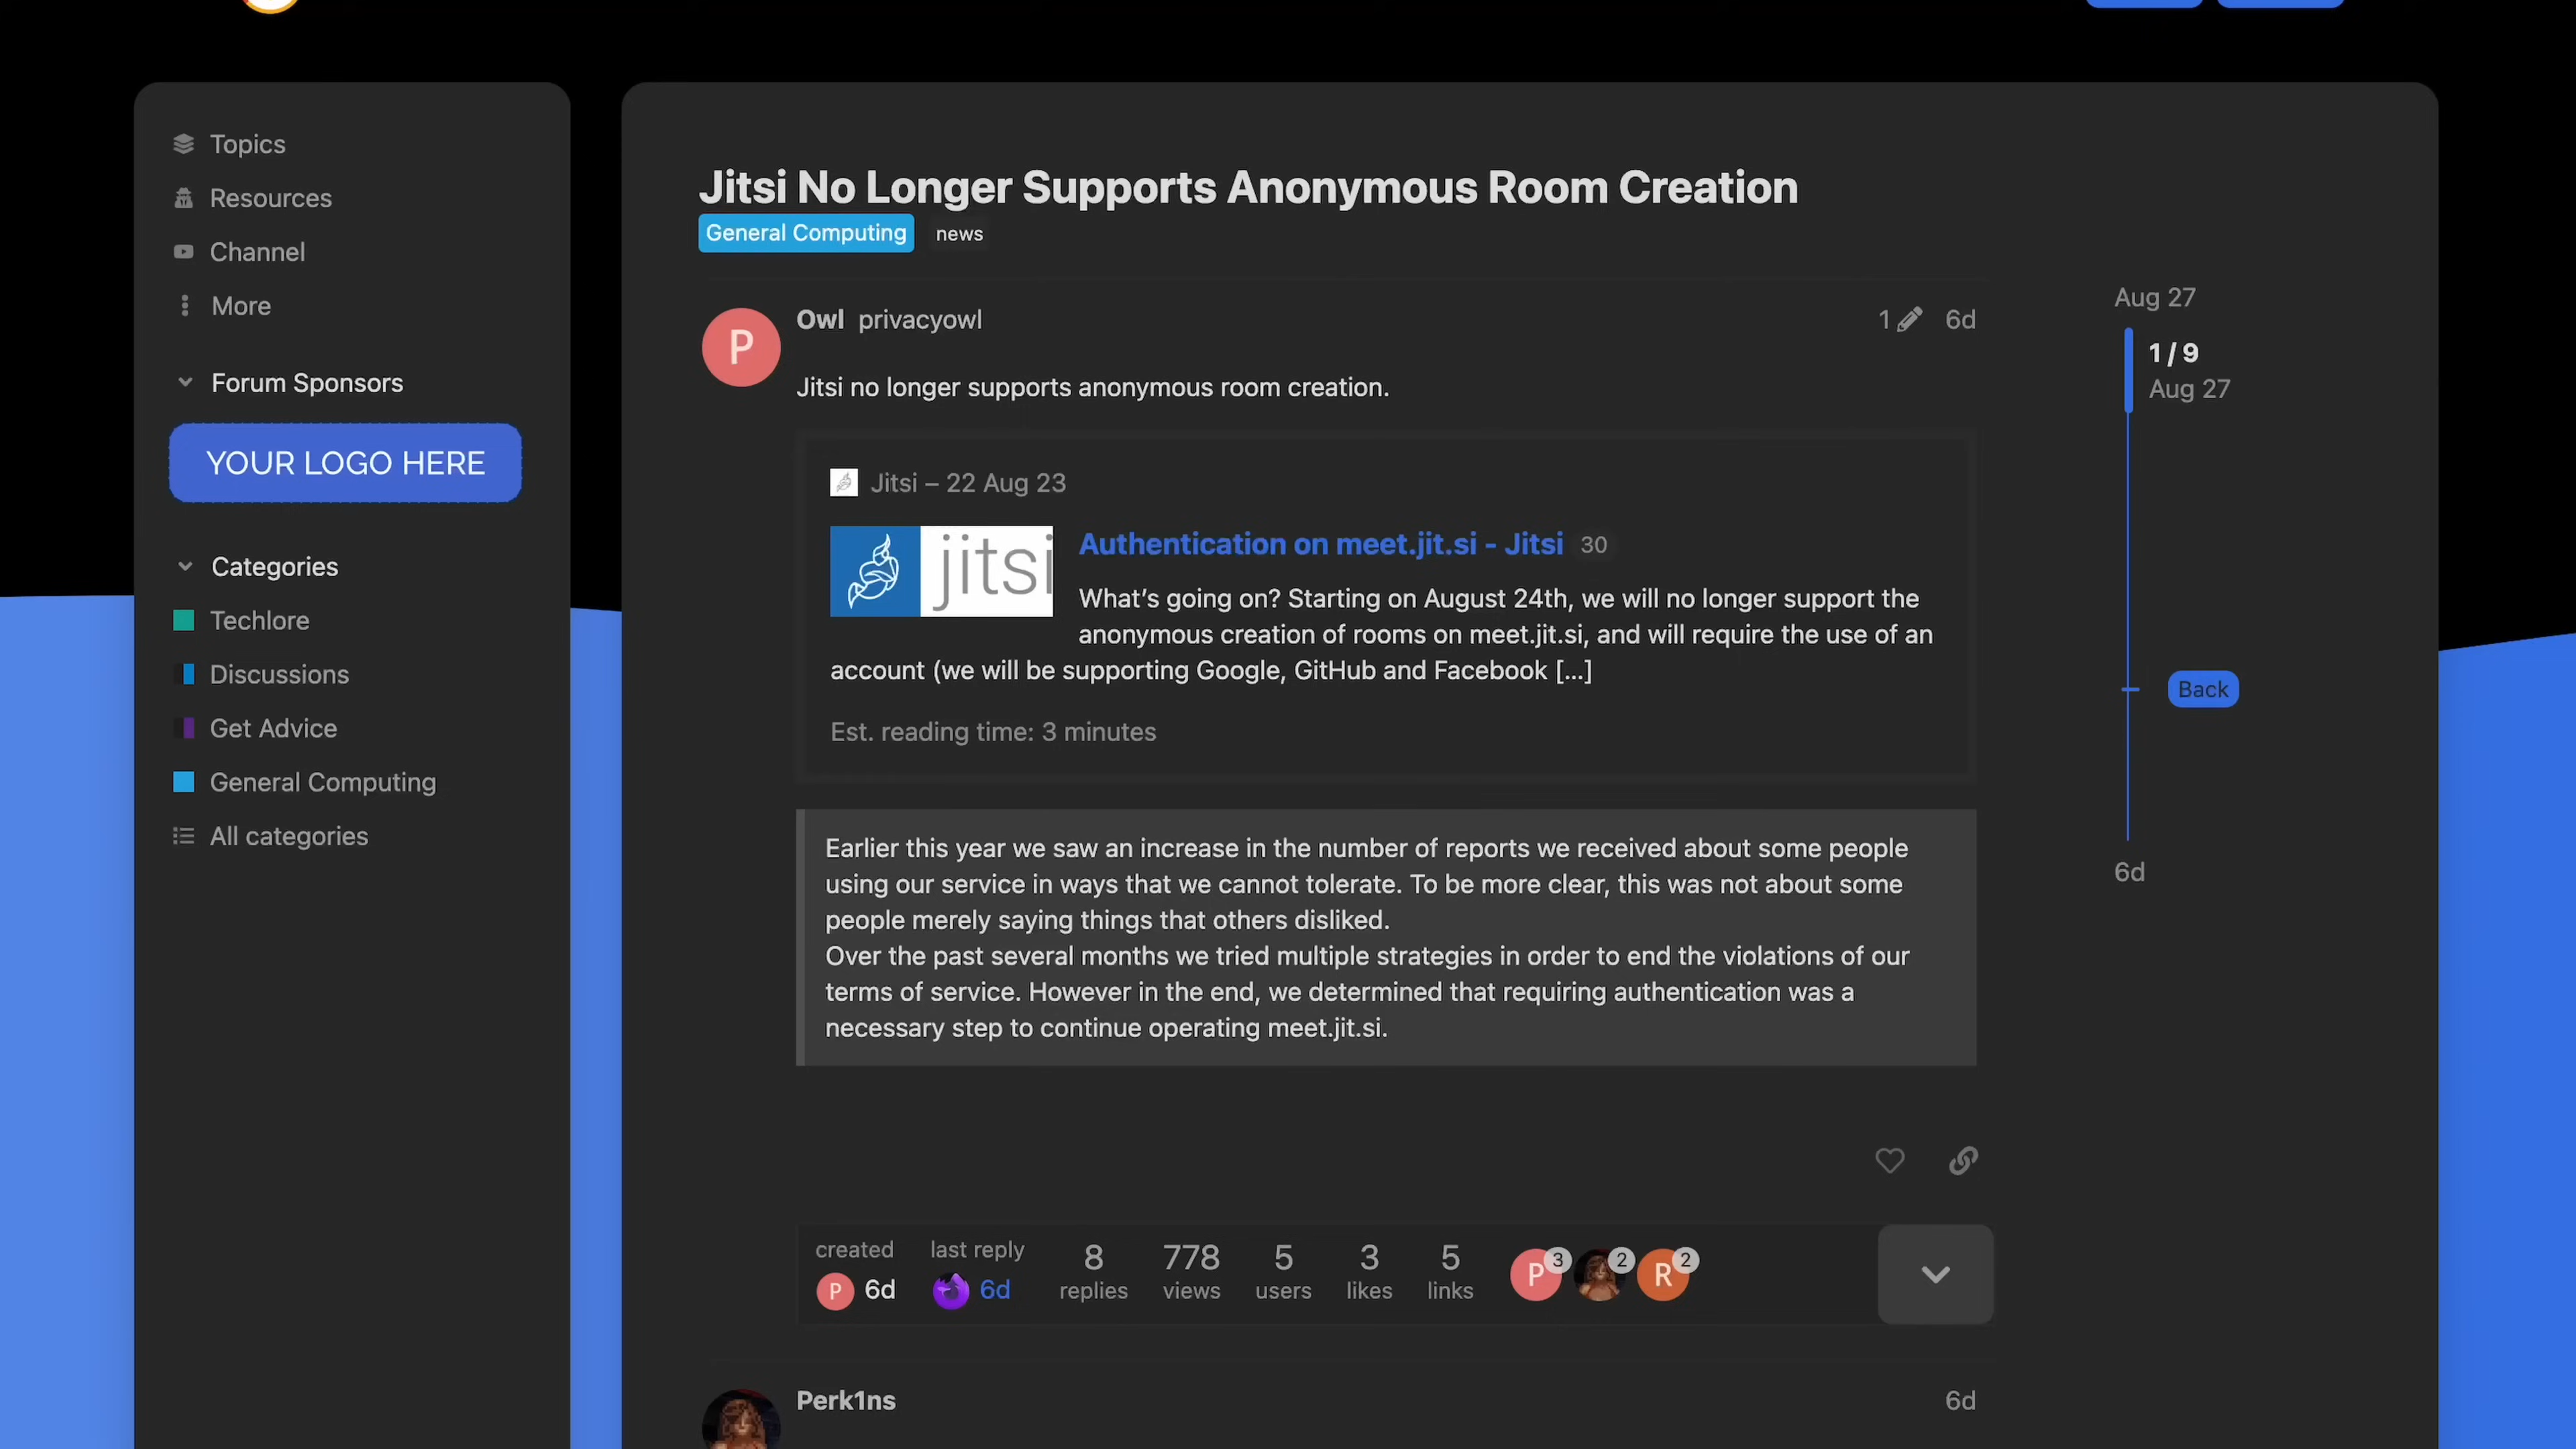 Topics
Resources
Channel
More
Forum Sponsors
YOUR LOGO HERE
Categories
Techlore
Discussions
Get Advice
General Computing
All categories
Jitsi No Longer Supports Anonymous Room Creation
General Computing news
P
Owl privacyowl
1 6d
Jitsi no longer supports anonymous room creation.
Jitsi – 22 Aug 23
jitsi
Authentication on meet.jit.si - Jitsi 30
What’s going on? Starting on August 24th, we will no longer support the
anonymous creation of rooms on meet.jit.si, and will require the use of an
account (we will be supporting Google, GitHub and Facebook [...]
Est. reading time: 3 minutes
Earlier this year we saw an increase in the number of reports we received about some people
using our service in ways that we cannot tolerate. To be more clear, this was not about some
people merely saying things that others disliked.
Over the past several months we tried multiple strategies in order to end the violations of our
terms of service. However in the end, we determined that requiring authentication was a
necessary step to continue operating meet.jit.si.
created last reply 8 778 5 3 5 P 3 2 R 2
P 6d 6d replies views users likes links
Perk1ns 6d
Aug 27
1 / 9
Aug 27
Back
6d